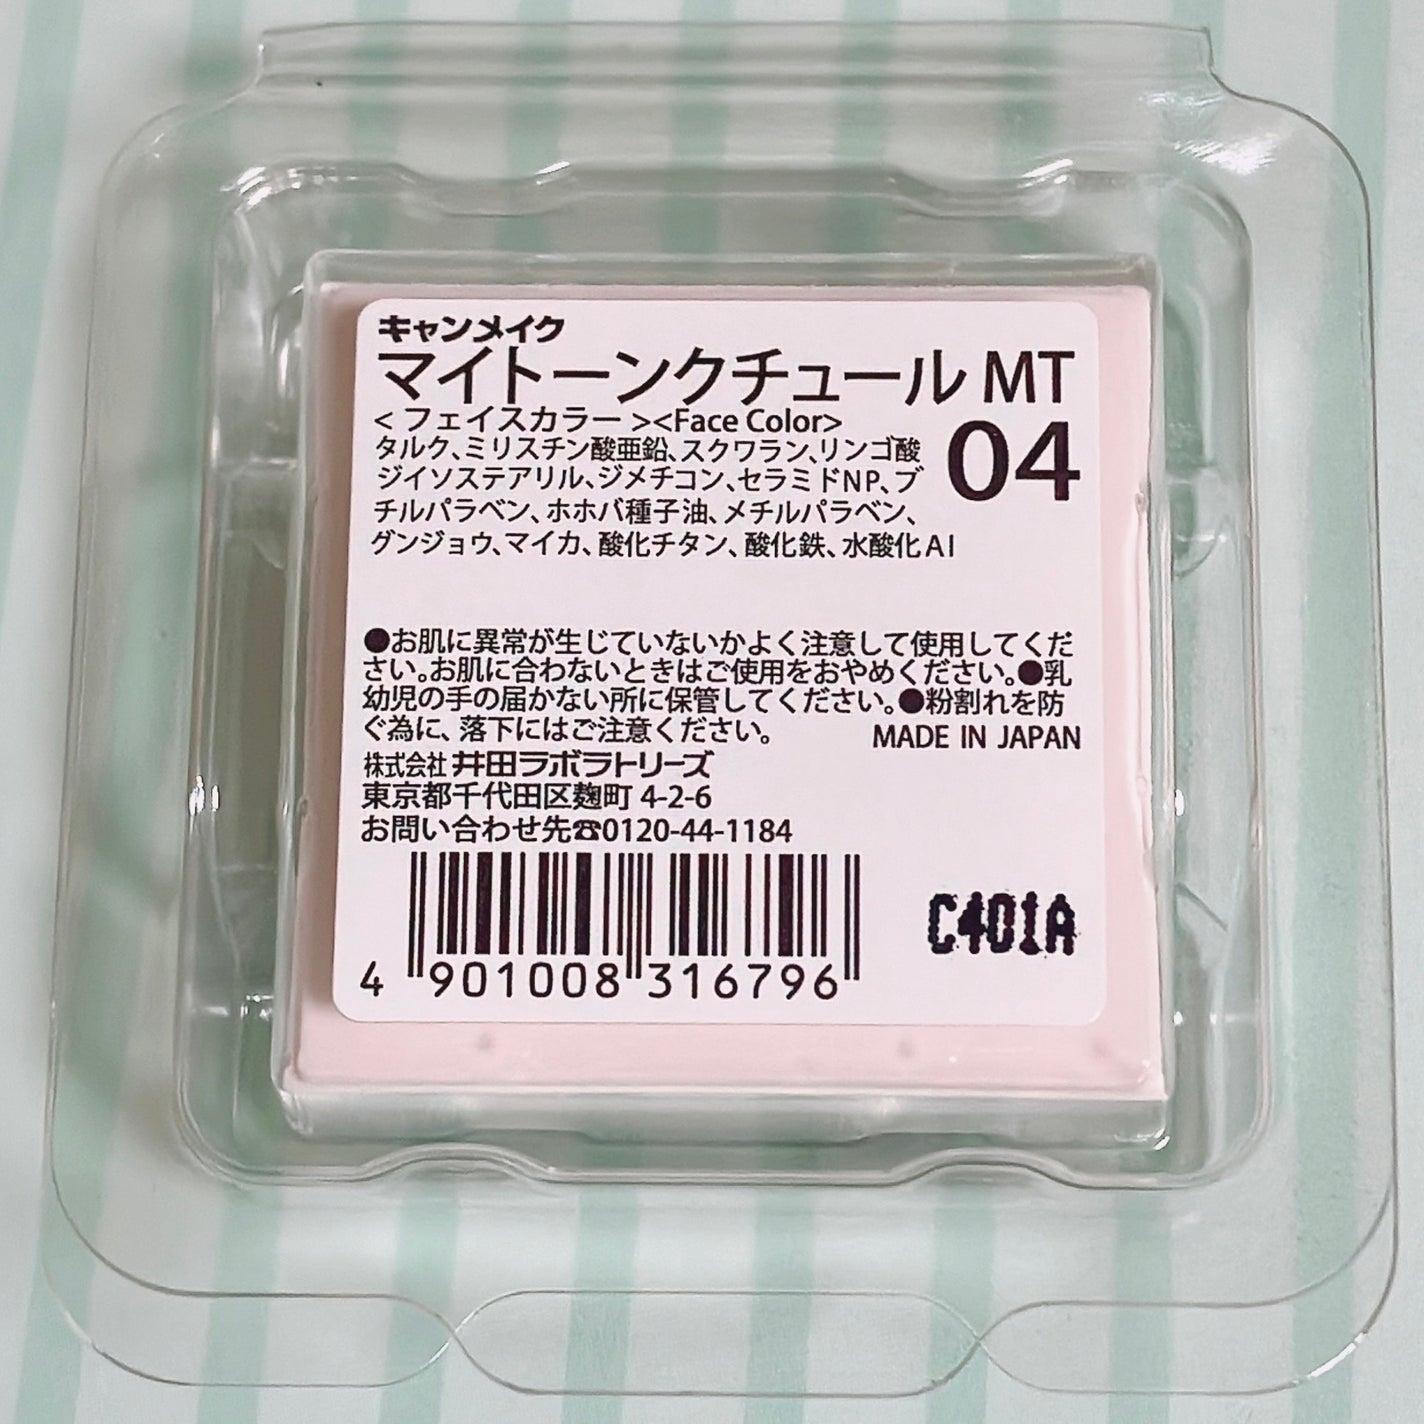 キャンメイク
マイトーンクチュール MT
< フェイスカラー ><Face Color>
04
タルク、ミリスチン酸亜鉛、スクワラン、リンゴ酸
ジイソステアリル、ジメチコン、セラミドNP、ブ
チルパラベン、ホホバ種子油、メチルパラベン、
グンジョウ、マイカ、酸化チタン、酸化鉄、水酸化Al
●お肌に異常が生じていないかよく注意して使用してくだ
さい。お肌に合わないときはご使用をおやめください。●乳
幼児の手の届かない所に保管してください。●粉割れを防
ぐ為に、落下にはご注意ください。
MADE IN JAPAN
株式会社 井田ラボラトリーズ
東京都千代田区麹町 4-2-6
お問い合わせ先☎0120-44-1184
C401A
4 901008 316796